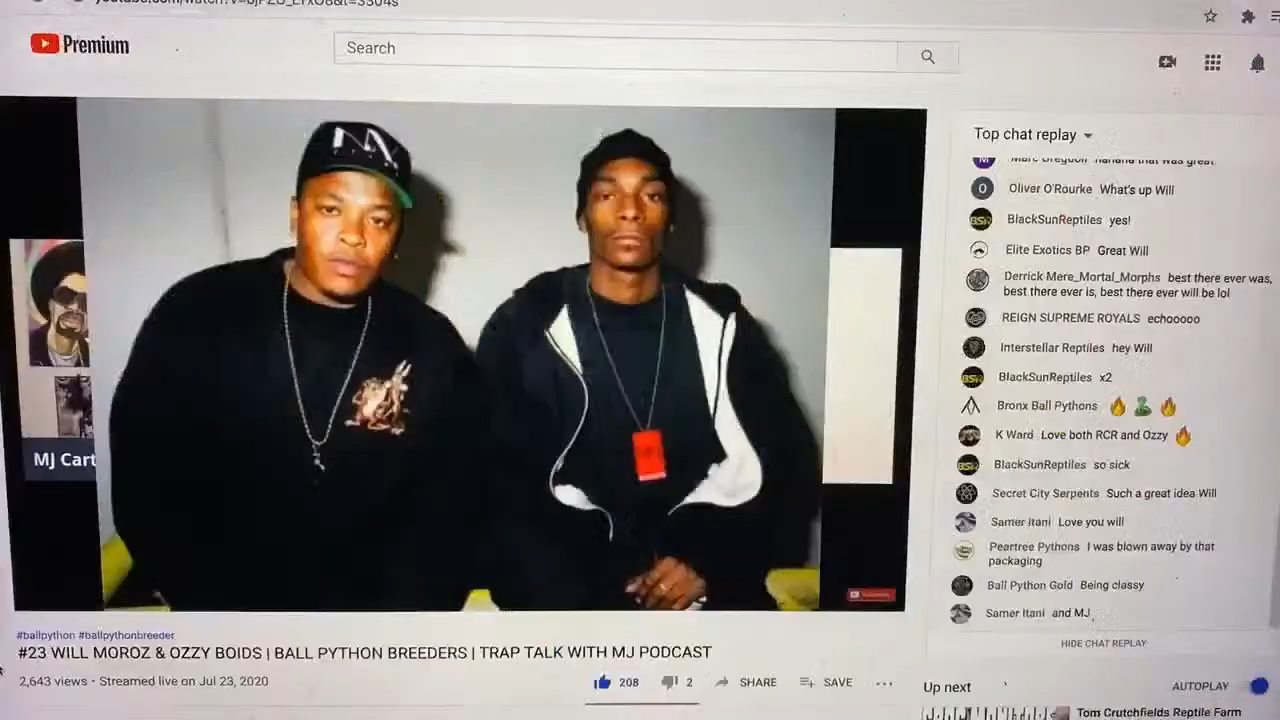 Premium
Search
Top chat replay
Oliver O'Rourke What's up Will
BlackSunReptiles yes!
Elite Exotics BP Great Will
Derrick Mere_Mortal_Morphs best there ever was,
best there ever is, best there ever will be lol
REIGN SUPREME ROYALS echooooo
Interstellar Reptiles hey Will
BlackSunReptiles x2
Bronx Ball Pythons 🔥 🐍 🔥
K Ward Love both RCR and Ozzy 🔥
BlackSunReptiles so sick
Secret City Serpents Such a great idea Will
Samer Itani Love you will
Peartree Pythons I was blown away by that
packaging
Ball Python Gold Being classy
Samer Itani and MJ
HIDE CHAT REPLAY
MJ Cart
#ballpython #ballpythonbreeder
#23 WILL MOROZ & OZZY BOIDS | BALL PYTHON BREEDERS | TRAP TALK WITH MJ PODCAST
2,643 views • Streamed live on Jul 23, 2020
208
2
SHARE
SAVE
Up next
AUTOPLAY
Tom Crutchfields Reptile Farm